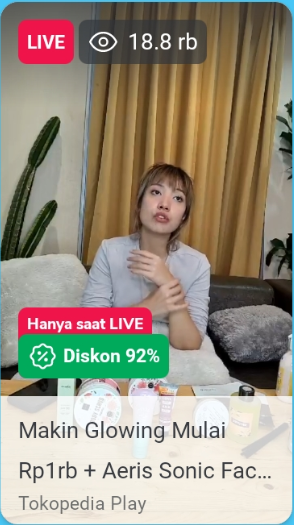 LIVE 18.8 rb
Hanya saat LIVE
Diskon 92%
Makin Glowing Mulai
Rp1rb + Aeris Sonic Fac...
Tokopedia Play